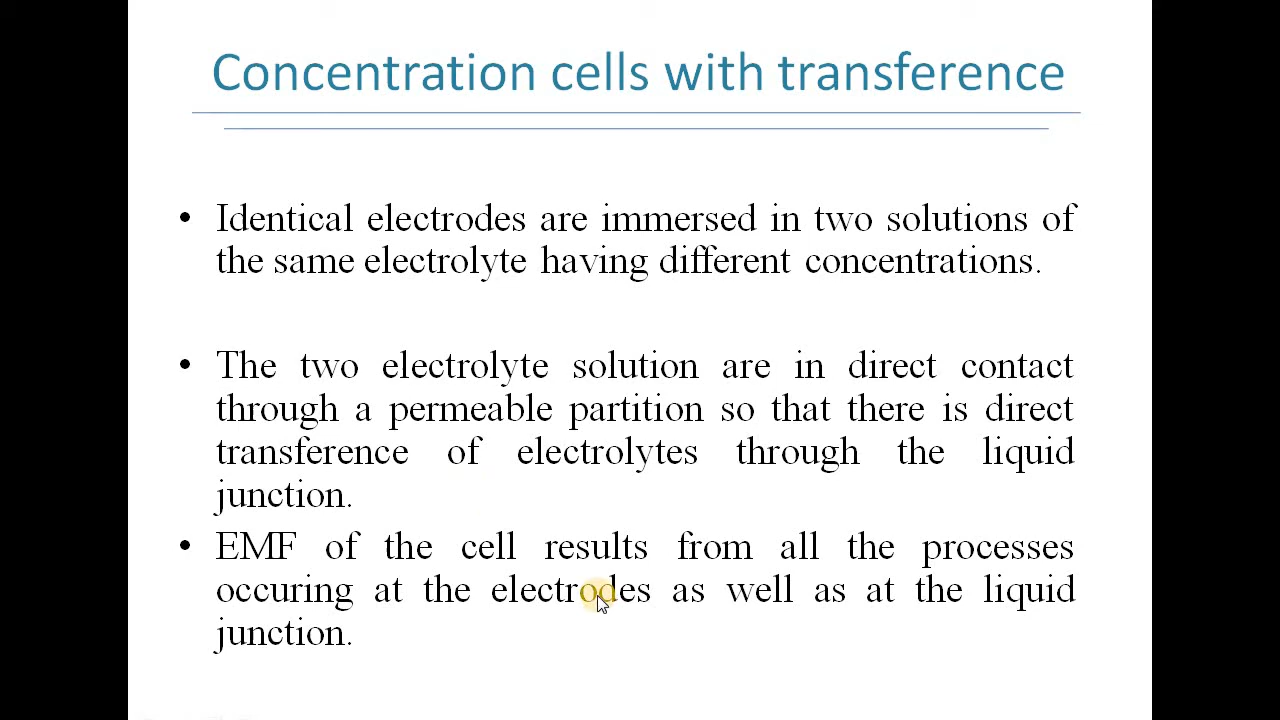 Concentration cells with transference
• Identical electrodes are immersed in two solutions of
the same electrolyte having different concentrations.
• The two electrolyte solution are in direct contact
through a permeable partition so that there is direct
transference of electrolytes through the liquid
junction.
• EMF of the cell results from all the processes
occuring at the electrodes as well as at the liquid
junction.